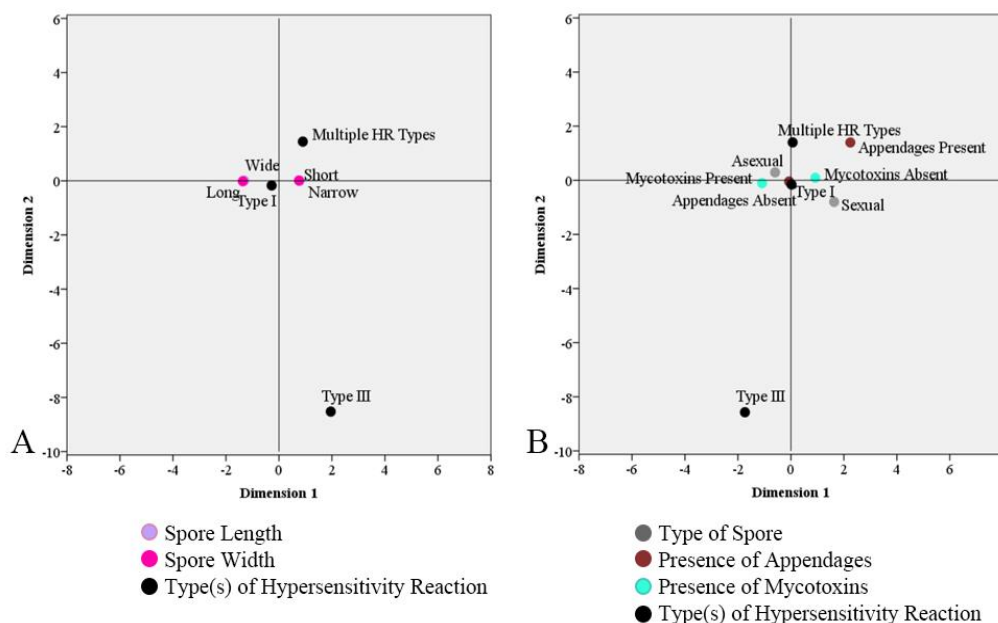 6
4
2
0
-2
-4
-6
-8
-10
Dimension 2
Multiple HR Types
Wide
Short
Long
Narrow
Type I
Type III
A
-8
-6
-4
-2
0
2
4
6
8
Dimension 1
Spore Length
Spore Width
Type(s) of Hypersensitivity Reaction
6
4
2
0
-2
-4
-6
-8
-10
Dimension 2
Multiple HR Types
Appendages Present
Asexual
Mycotoxins Present
Mycotoxins Absent
Appendages Absent
Type I
Sexual
Type III
B
-8
-6
-4
-2
0
2
4
6
Dimension 1
Type of Spore
Presence of Appendages
Presence of Mycotoxins
Type(s) of Hypersensitivity Reaction